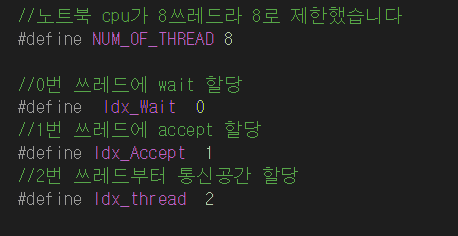 //노트북 cpu가 8쓰레드라 8로 제한했습니다
#define NUM_OF_THREAD 8
//0번 쓰레드에 wait 할당
#define  Idx_Wait  0
//1번 쓰레드에 accept 할당
#define Idx_Accept  1
//2번 쓰레드부터 통신공간 할당
#define Idx_thread  2